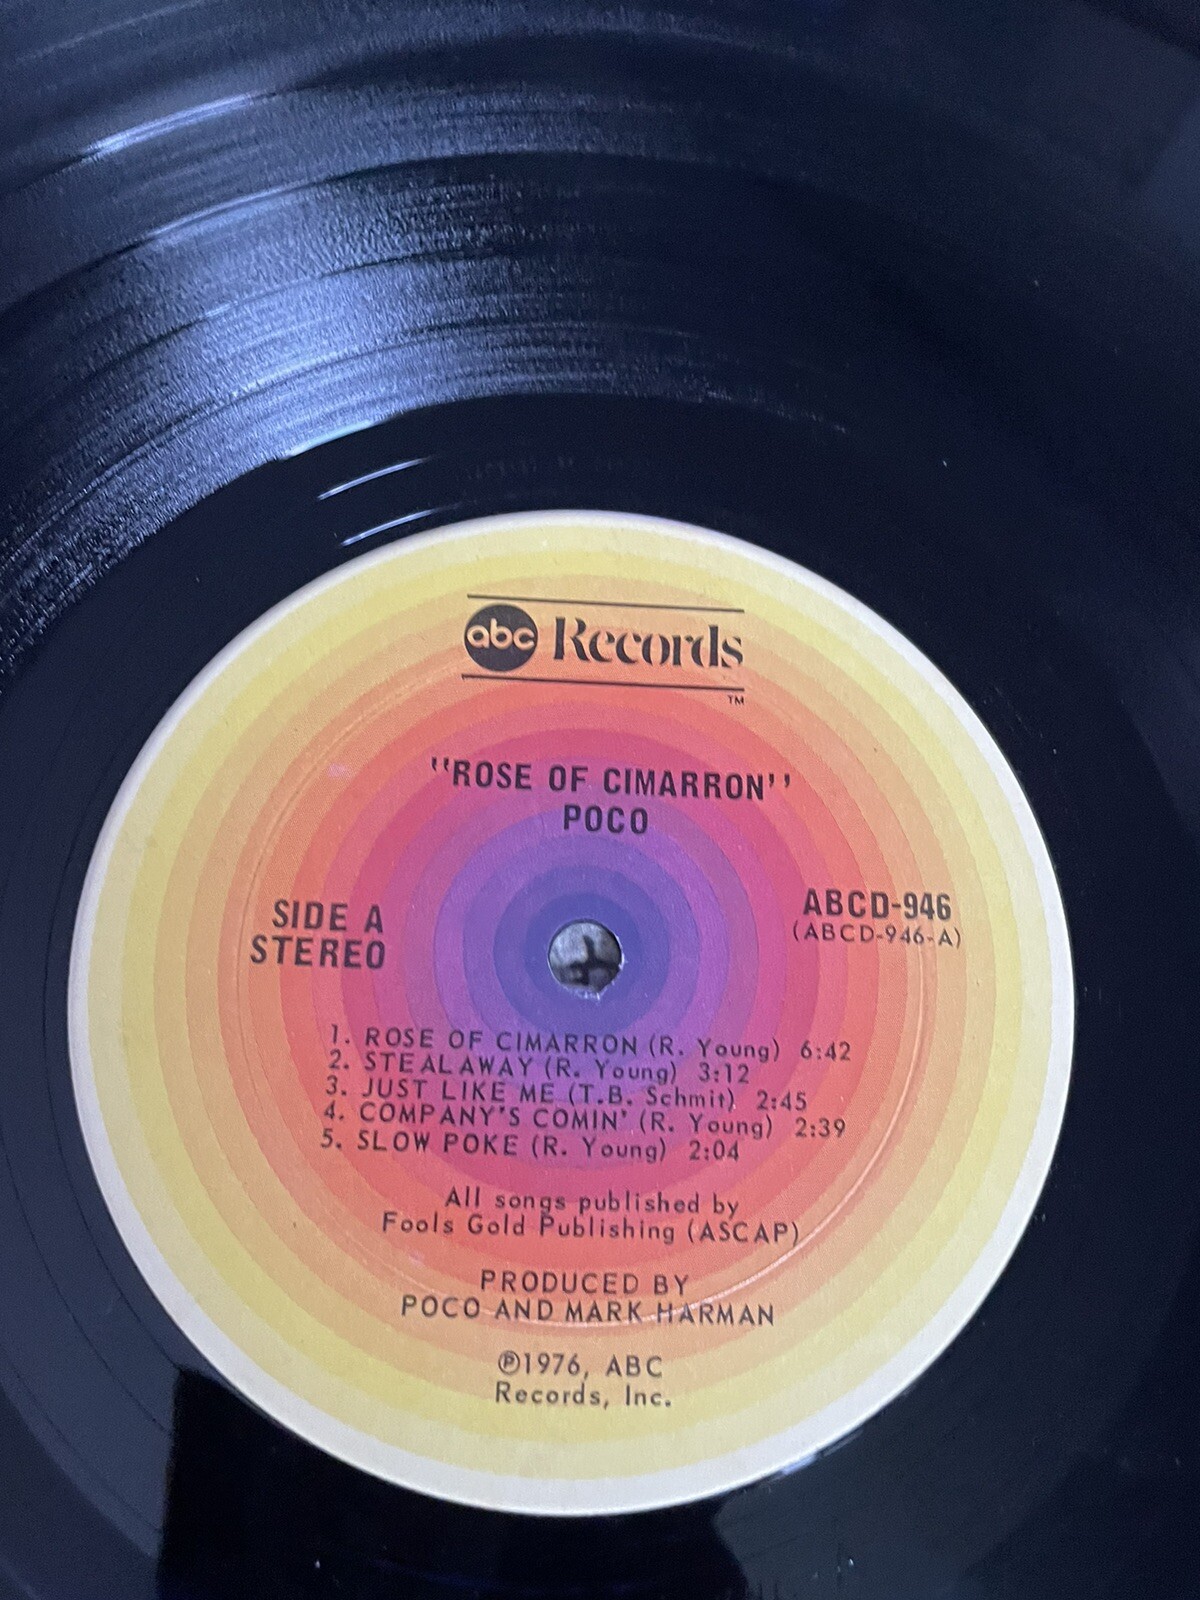 abc Records
TM
"ROSE OF CIMARRON"
POCO
SIDE A
STEREO
ABCD-946
(ABCD-946-A)
1. ROSE OF CIMARRON (R. Young) 6:42
2. STEALAWAY (R. Young) 3:12
3. JUST LIKE ME (T.B. Schmit) 2:45
4. COMPANY'S COMIN' (R. Young) 2:39
5. SLOW POKE (R. Young) 2:04
All songs published by
Fools Gold Publishing (ASCAP)
PRODUCED BY
POCO AND MARK HARMAN
℗1976, ABC
Records, Inc.